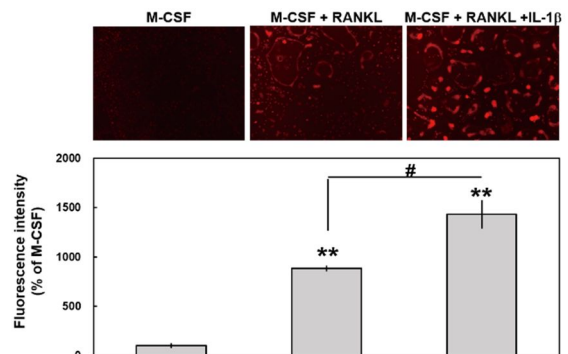 M-CSF
M-CSF + RANKL
M-CSF + RANKL +IL-1β
Fluorescence intensity
(% of M-CSF)
2000
1500
1000
500
0
**
#
**